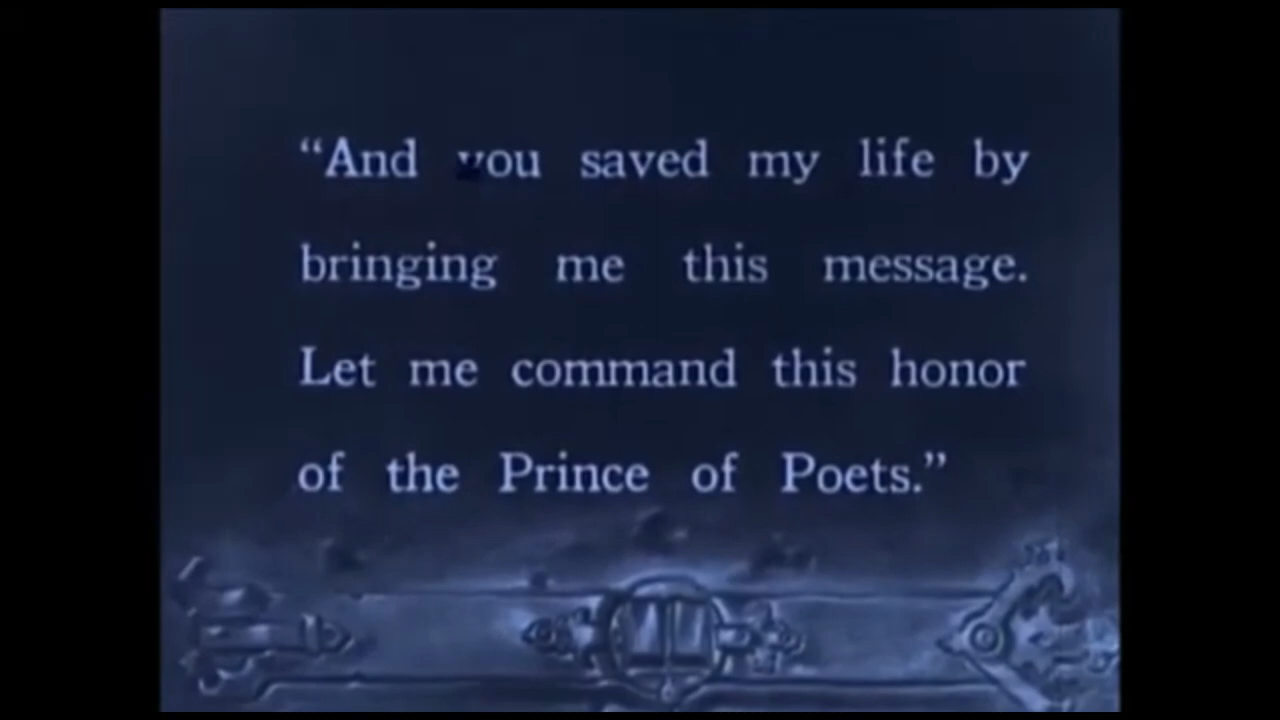 “And you saved my life by
bringing me this message.
Let me command this honor
of the Prince of Poets.”